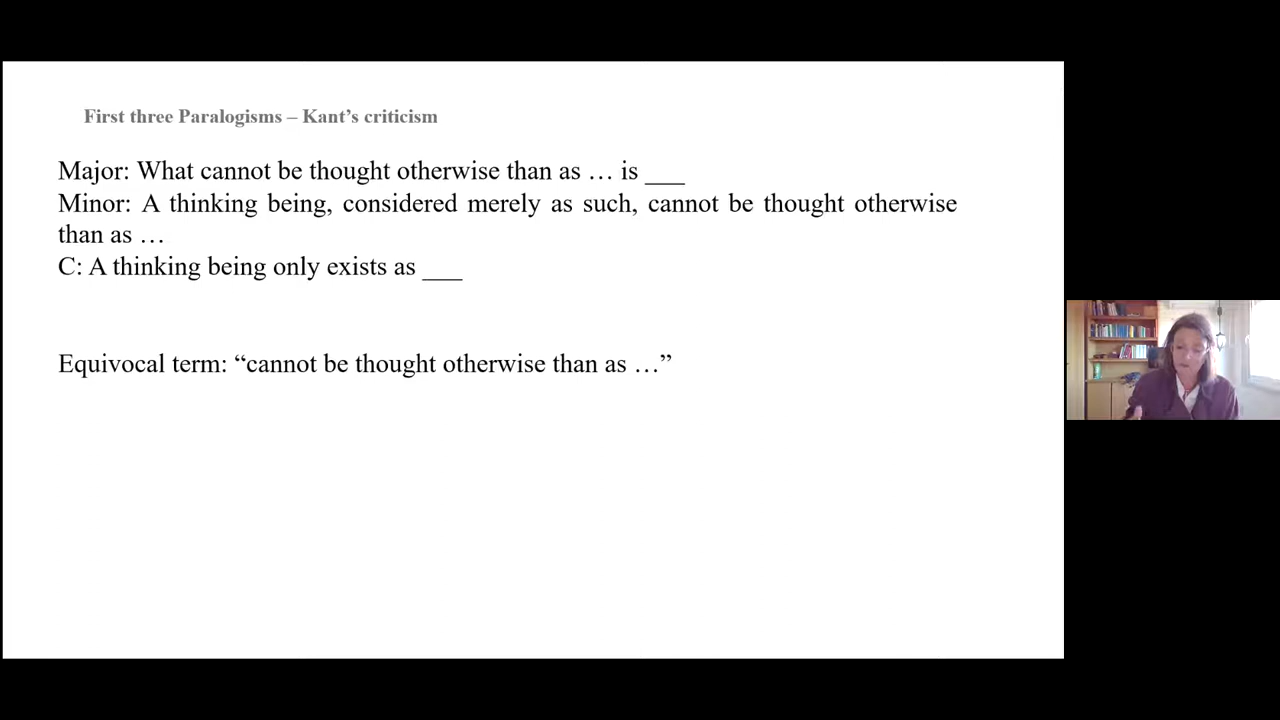 First three Paralogisms – Kant’s criticism
Major: What cannot be thought otherwise than as … is ___
Minor: A thinking being, considered merely as such, cannot be thought otherwise
than as …
C: A thinking being only exists as ___
Equivocal term: “cannot be thought otherwise than as …”